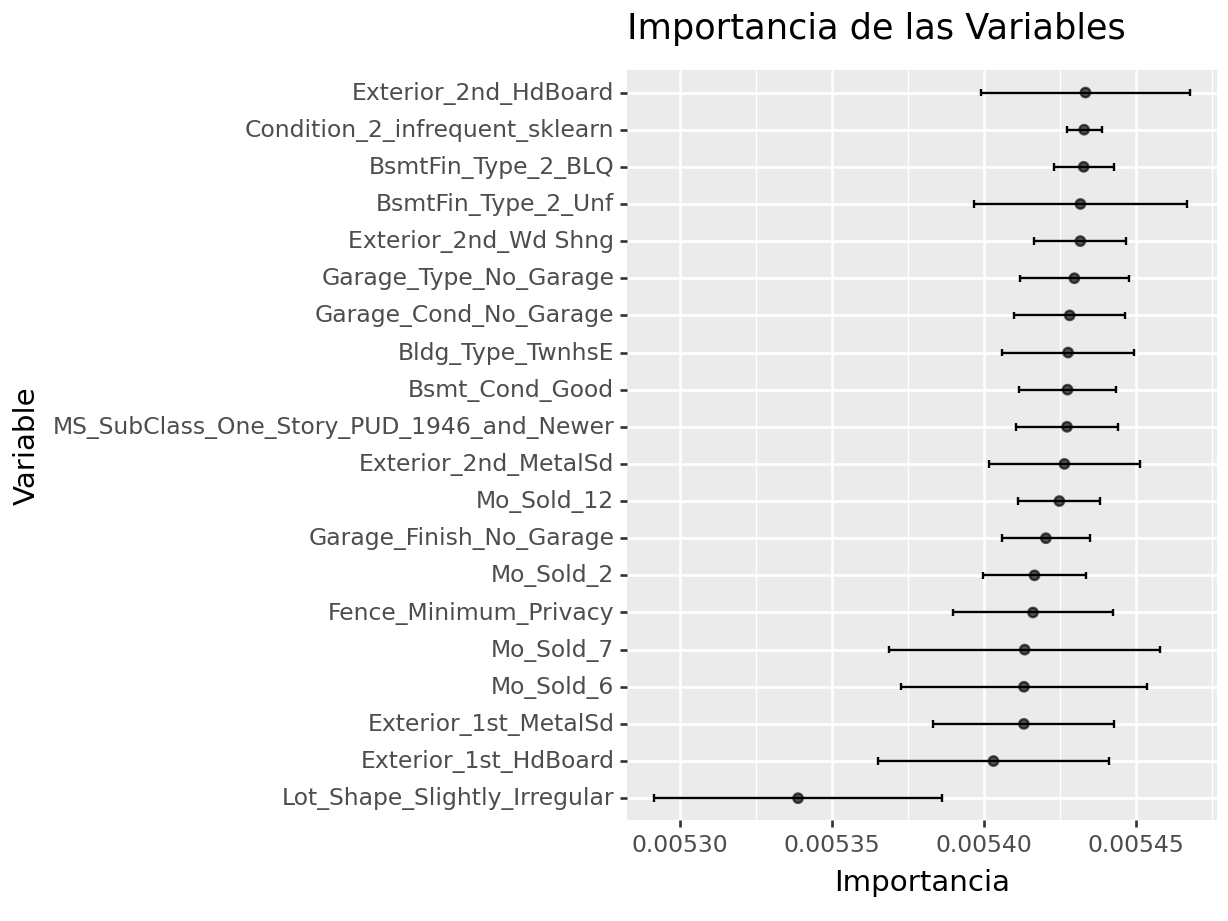 Importancia de las Variables
Exterior_2nd_HdBoard
Condition_2_infrequent_sklearn
BsmtFin_Type_2_BLQ
BsmtFin_Type_2_Unf
Exterior_2nd_Wd Shng
Garage_Type_No_Garage
Garage_Cond_No_Garage
Bldg_Type_TwnhsE
Bsmt_Cond_Good
MS_SubClass_One_Story_PUD_1946_and_Newer
Exterior_2nd_MetalSd
Mo_Sold_12
Garage_Finish_No_Garage
Mo_Sold_2
Fence_Minimum_Privacy
Mo_Sold_7
Mo_Sold_6
Exterior_1st_MetalSd
Exterior_1st_HdBoard
Lot_Shape_Slightly_Irregular
Variable
0.00530 0.00535 0.00540 0.00545
Importancia